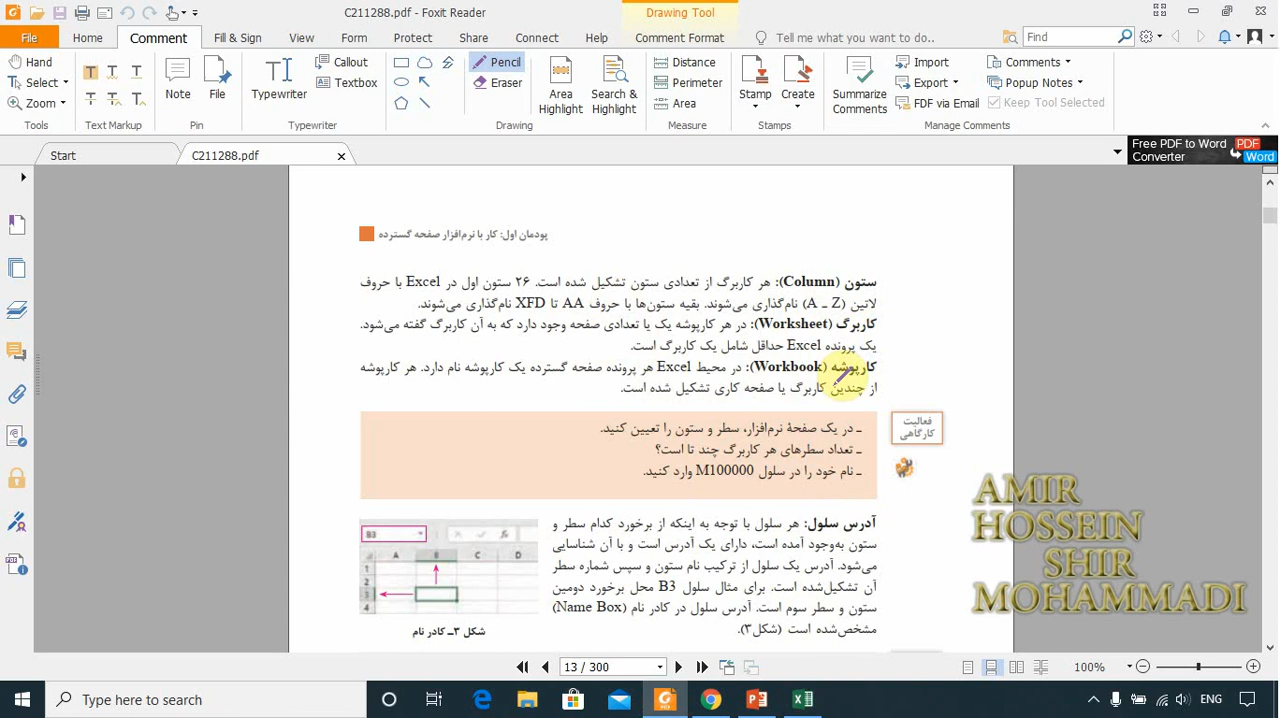 C211288.pdf - Foxit Reader
Drawing Tool
File Home Comment Fill & Sign View Form Protect Share Connect Help Comment Format Tell me what you want to do.. Find
Hand
Select
Zoom
Tools
Text Markup
Note
File
Pin
Typewriter
Callout
Textbox
Typewriter
Pencil
Eraser
Area Highlight
Search & Highlight
Drawing
Distance
Perimeter
Area
Measure
Stamp
Create
Stamps
Summarize Comments
Import
Export
FDF via Email
Comments
Popup Notes
Keep Tool Selected
Manage Comments
Start
C211288.pdf
Free PDF to Word Converter
PDF
Word
پودمان اول: کار با نرم‌افزار صفحه گسترده
ستون (Column): هر کاربرگ از تعدادی ستون تشکیل شده است. ۲۶ ستون اول در Excel با حروف
لاتین (A ـ Z) نام‌گذاری می‌شوند. بقیه ستون‌ها با حروف AA تا XFD نام‌گذاری می‌شوند.
کاربرگ (Worksheet): در هر کارپوشه یک یا تعدادی صفحه وجود دارد که به آن کاربرگ گفته می‌شود.
یک پرونده Excel حداقل شامل یک کاربرگ است.
کارپوشه (Workbook): در محیط Excel هر پرونده صفحه گسترده یک کارپوشه نام دارد. هر کارپوشه
از چندین کاربرگ یا صفحه کاری تشکیل شده است.
فعالیت
کارگاهی
ـ در یک صفحهٔ نرم‌افزار، سطر و ستون را تعیین کنید.
ـ تعداد سطرهای هر کاربرگ چند تا است؟
ـ نام خود را در سلول M100000 وارد کنید.
آدرس سلول: هر سلول با توجه به اینکه از برخورد کدام سطر و
ستون به‌وجود آمده است، دارای یک آدرس است و با آن شناسایی
می‌شود. آدرس یک سلول از ترکیب نام ستون و سپس شماره سطر
آن تشکیل‌شده است. برای مثال سلول B3 محل برخورد دومین
ستون و سطر سوم است. آدرس سلول در کادر نام (Name Box)
مشخص‌شده است (شکل۳).
B3
fx
A B C D
1
2
3
4
شکل ۳ـ کادر نام
AMIR
HOSSEIN
SHIR
MOHAMMADI
13 / 300
100%
Type here to search
ENG